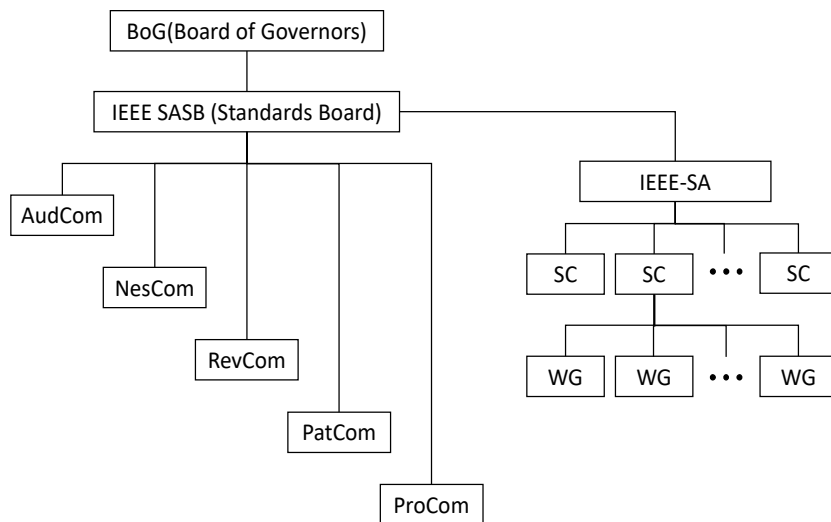 BoG(Board of Governors)
IEEE SASB (Standards Board)
IEEE-SA
AudCom
SC SC ••• SC
NesCom
RevCom
WG WG ••• WG
PatCom
ProCom